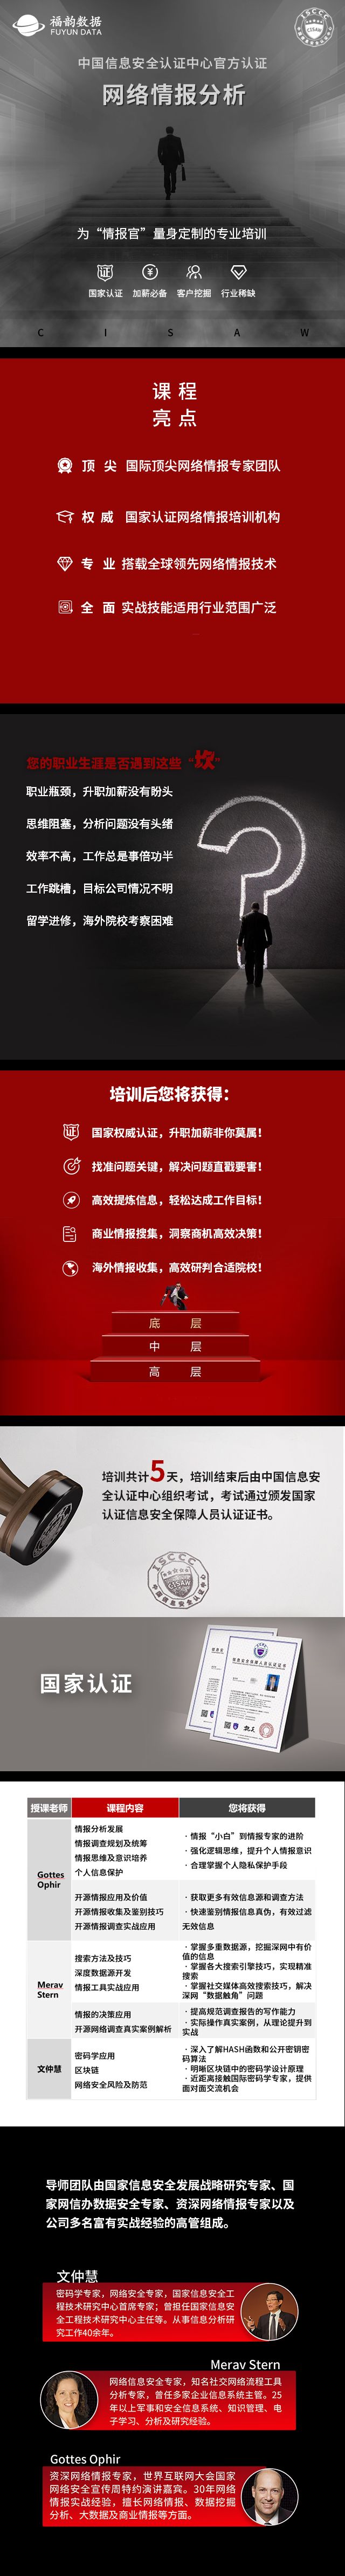 福韵数据
FUYUN DATA
ISCCC
CISAW
中国信息安全认证中心官方认证
网络情报分析
为“情报官”量身定制的专业培训
国家认证 加薪必备 客户挖掘 行业稀缺
C I S A W
课程
亮点
顶尖 国际顶尖网络情报专家团队
权威 国家认证网络情报培训机构
专业 搭载全球领先网络情报技术
全面 实战技能适用行业范围广泛
您的职业生涯是否遇到这些“坎”
职业瓶颈，升职加薪没有盼头
思维阻塞，分析问题没有头绪
效率不高，工作总是事倍功半
工作跳槽，目标公司情况不明
留学进修，海外院校考察困难
培训后您将获得：
证 国家权威认证，升职加薪非你莫属！
找准问题关键，解决问题直戳要害！
高效提炼信息，轻松达成工作目标！
商业情报搜集，洞察商机高效决策！
海外情报收集，高效研判合适院校！
底 层
中 层
高 层
培训共计5天，培训结束后由中国信息安
全认证中心组织考试，考试通过颁发国家
认证信息安全保障人员认证证书。
ISCCC
CISAW
中国信息安全认证中心
国家认证
信息安全保障人员认证证书
授课老师 课程内容 您将获得
Gottes
Ophir
情报分析发展
情报调查规划及统筹
情报思维及意识培养
个人信息保护
· 情报“小白”到情报专家的进阶
· 强化逻辑思维，提升个人情报意识
· 合理掌握个人隐私保护手段
开源情报应用及价值
开源情报收集及鉴别技巧
开源情报调查实战应用
· 获取更多有效信息源和调查方法
· 快速鉴别情报信息真伪，有效过滤
无效信息
Merav
Stern
搜索方法及技巧
深度数据源开发
情报工具实战应用
· 掌握多重数据源，挖掘深网中有价
值的信息
· 掌握各大搜索引擎技巧，实现精准
搜索
· 掌握社交媒体高效搜索技巧，解决
深网“数据触角”问题
情报的决策应用
开源网络调查真实案例解析
· 提高规范调查报告的写作能力
· 实际操作真实案例，从理论提升到
实战
文仲慧
密码学应用
区块链
网络安全风险及防范
· 深入了解HASH函数和公开密钥密
码算法
· 明晰区块链中的密码学设计原理
· 近距离接触国际密码学专家，提供
面对面交流机会
导师团队由国家信息安全发展战略研究专家、国
家网信办数据安全专家、资深网络情报专家以及
公司多名富有实战经验的高管组成。
文仲慧
密码学专家，网络安全专家，国家信息安全工
程技术研究中心首席专家；曾担任国家信息安
全工程技术研究中心主任等。从事信息分析研
究工作40余年。
Merav Stern
网络信息安全专家，知名社交网络流程工具
分析专家，曾任多家企业信息系统主管。25
年以上军事和安全信息系统、知识管理、电
子学习、分析及研究经验。
Gottes Ophir
资深网络情报专家，世界互联网大会国家
网络安全宣传周特约演讲嘉宾。30年网络
情报实战经验，擅长网络情报、数据挖掘
分析、大数据及商业情报等方面。